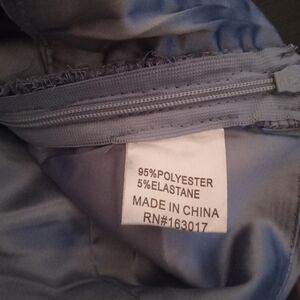 95%POLYESTER
5%ELASTANE
MADE IN CHINA
RN#163017